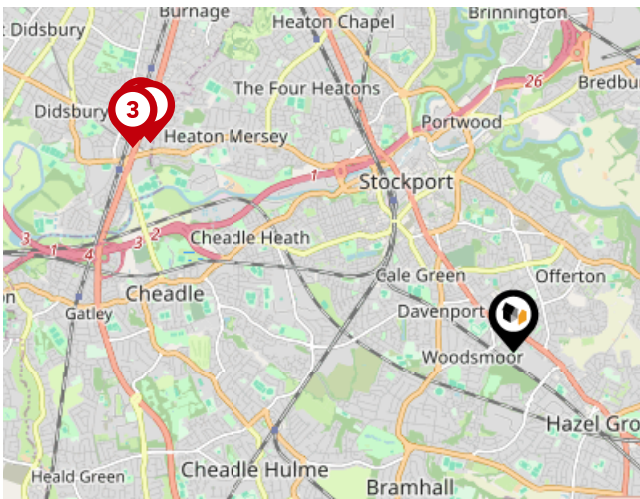 Burnage
t Didsbury
Heaton Chapel
Brinnington
The Four Heatons
26
Bredbu
Didsbury
3
Heaton Mersey
Portwood
1
Stockport
3
1
4
3
2
Cheadle Heath
Cale Green
Offerton
on
Cheadle
Gatley
Davenport
Woodsmoor
Hazel Gro
Heald Green
Cheadle Hulme
Bramhall